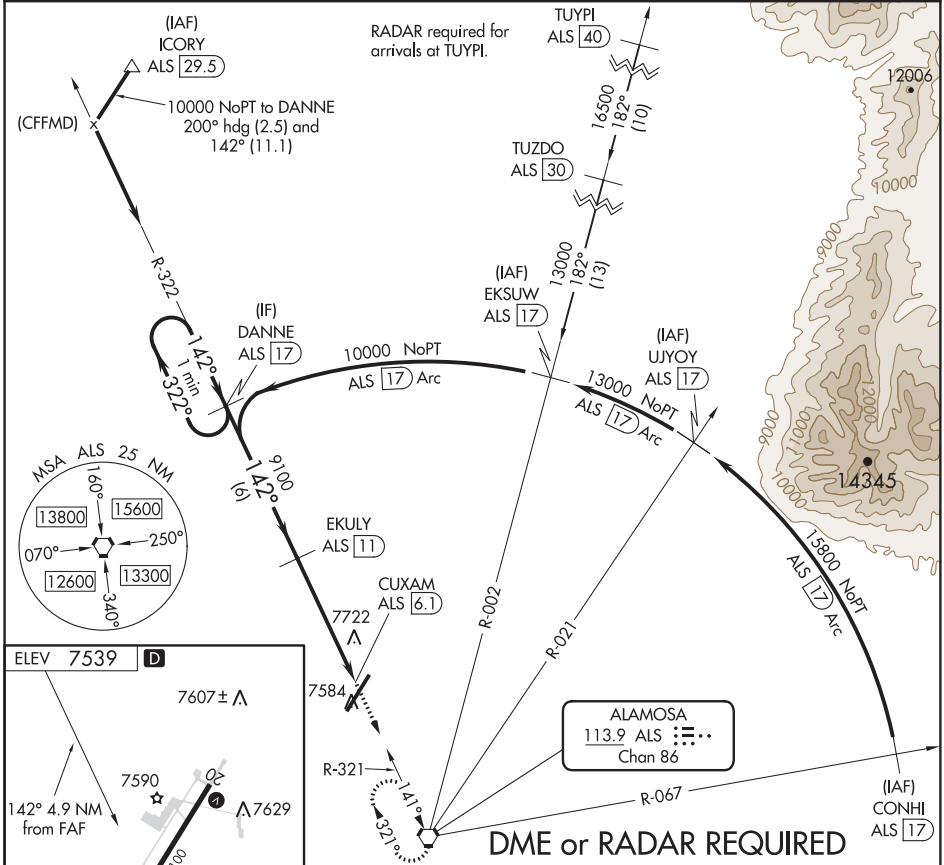 (IAF)
ICORY
ALS 29.5
RADAR required for
arrivals at TUYPI.
TUYPI
ALS 40
12006
10000 NoPT to DANNE
200° hdg (2.5) and
142° (11.1)
(CFFMD)
16500
182°
(10)
10000
TUZDO
ALS 30
9000
R-322
13000
182°
(13)
(IAF)
EKSUW
ALS 17
(IF)
DANNE
ALS 17
(IAF)
UJYOY
ALS 17
142°
1 min
322°
10000 NoPT
ALS 17 Arc
13000 NoPT
ALS 17 Arc
12000
11000
9000
10000
14345
9100
142°
(6)
MSA ALS 25 NM
160°
13800
15600
070°
250°
12600
13300
340°
EKULY
ALS 11
15800 NoPT
ALS 17 Arc
CUXAM
ALS 6.1
R-002
R-021
7722
7584
ELEV 7539 D
7607±
ALAMOSA
113.9 ALS
Chan 86
R-321
141°
321°
R-067
7590
20
7629
142° 4.9 NM
from FAF
100
(IAF)
CONHI
ALS 17
DME or RADAR REQUIRED